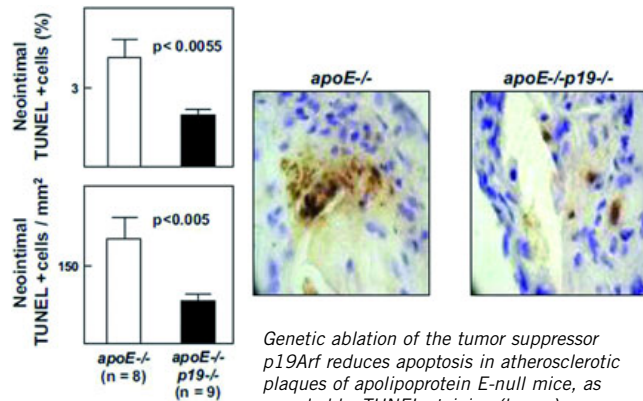 Neointimal
TUNEL +cells (%)
3
p< 0.0055
Neointimal
TUNEL +cells / mm²
150
p<0.005
apoE-/-
(n = 8)
apoE-/-
p19-/-
(n = 9)
apoE-/-
apoE-/-p19-/-
Genetic ablation of the tumor suppressor
p19Arf reduces apoptosis in atherosclerotic
plaques of apolipoprotein E-null mice, as